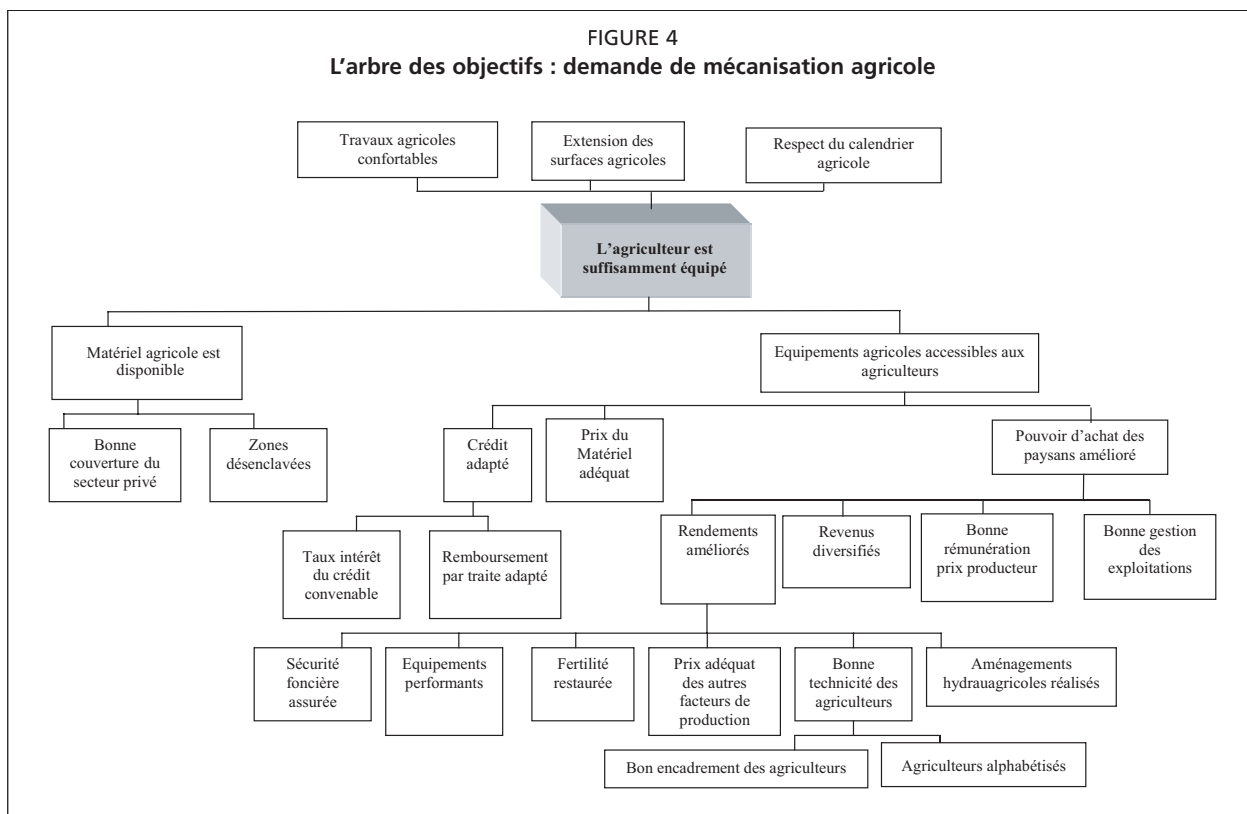 FIGURE 4
L'arbre des objectifs : demande de mécanisation agricole
Travaux agricoles
confortables
Extension des
surfaces agricoles
Respect du calendrier
agricole
L'agriculteur est
suffisamment équipé
Matériel agricole est
disponible
Equipements agricoles accessibles aux
agriculteurs
Bonne
couverture du
secteur privé
Zones
désenclavées
Crédit
adapté
Prix du
Matériel
adéquat
Pouvoir d'achat des
paysans amélioré
Taux intérêt
du crédit
convenable
Remboursement
par traite adapté
Rendements
améliorés
Revenus
diversifiés
Bonne
rémunération
prix producteur
Bonne gestion
des
exploitations
Sécurité
foncière
assurée
Equipements
performants
Fertilité
restaurée
Prix adéquat
des autres
facteurs de
production
Bonne
technicité des
agriculteurs
Aménagements
hydrauagricoles réalisés
Bon encadrement des agriculteurs
Agriculteurs alphabétisés